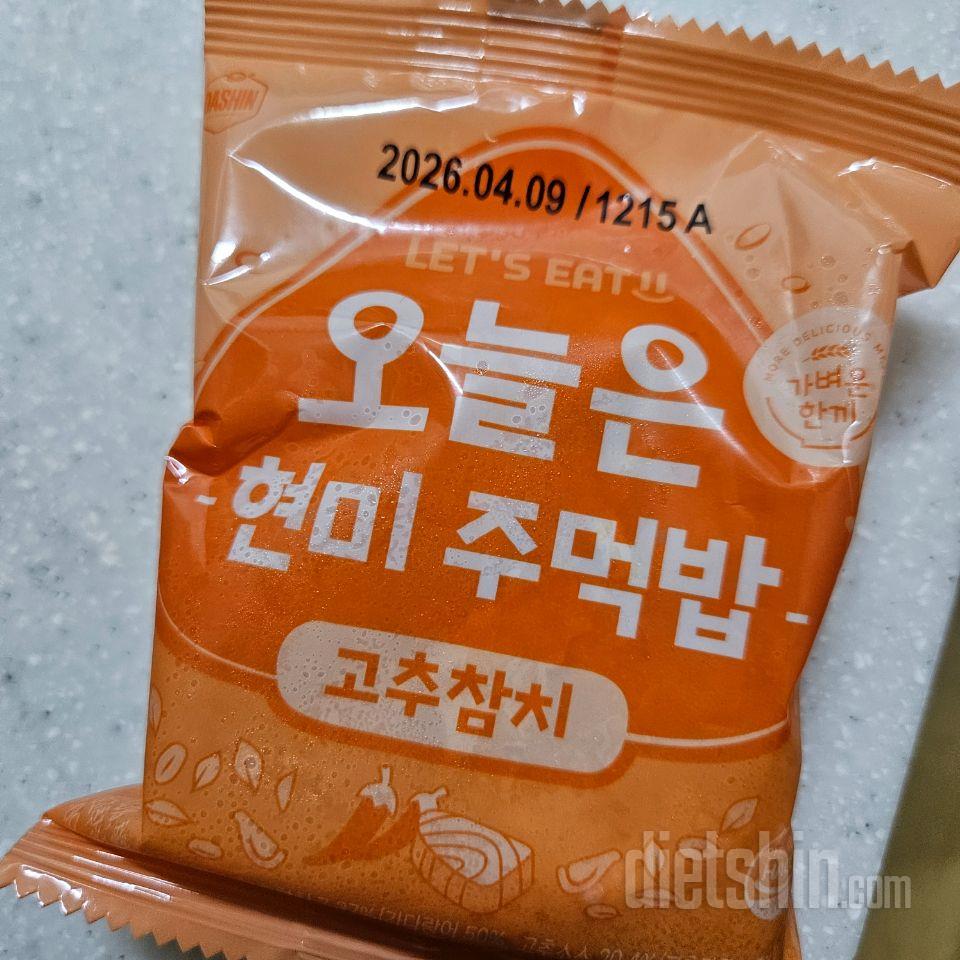 DASHIN
2026.04.09 / 1215 A
LET'S EAT!!
오늘은
MORE DELICIOUS
가벼운
한끼
- 현미 주먹밥 -
고추참치
dietshin.com